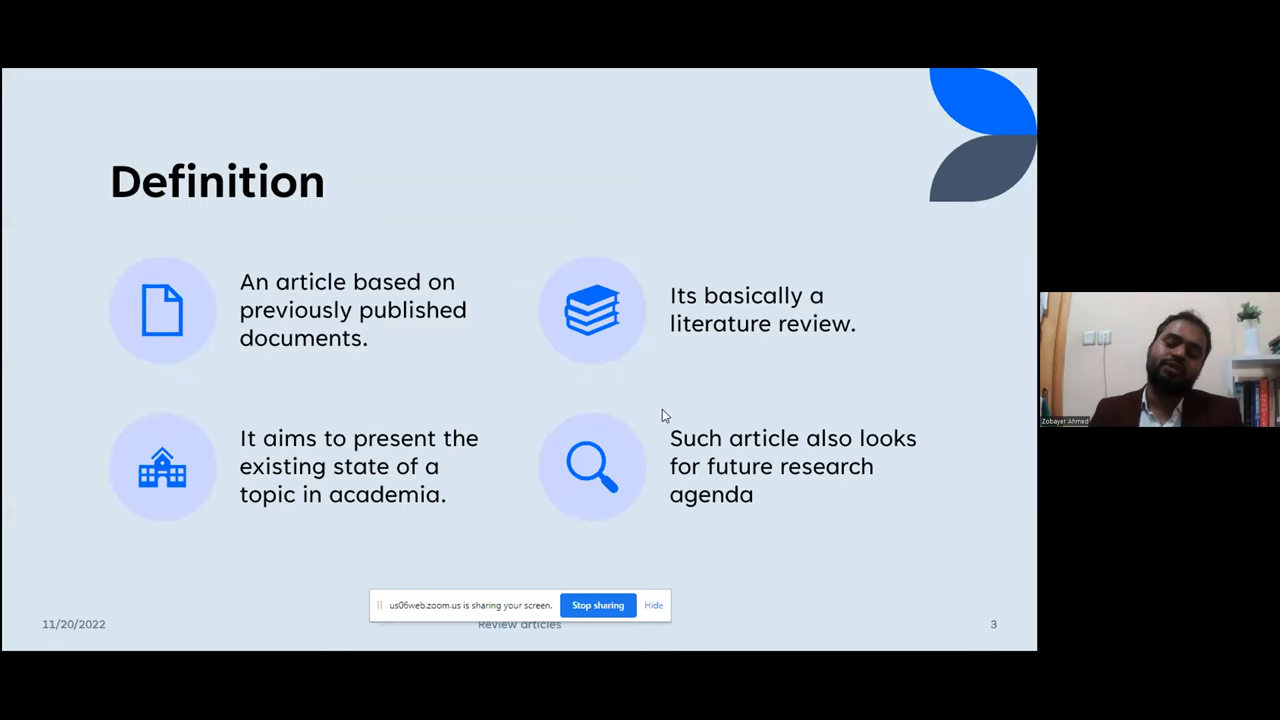 Definition
An article based on
previously published
documents.
Its basically a
literature review.
It aims to present the
existing state of a
topic in academia.
Such article also looks
for future research
agenda
us06web.zoom.us is sharing your screen.
Stop sharing
Hide
11/20/2022
Review articles
3
Zobayer Ahmed